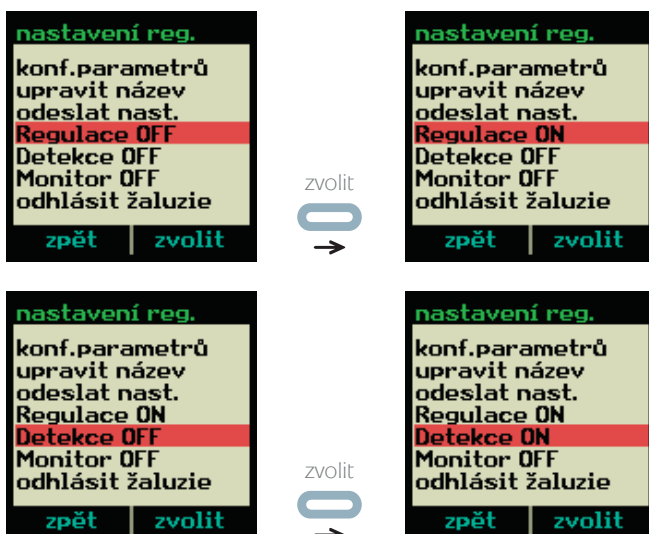 nastavení reg.
konf.parametrů
upravit název
odeslat nast.
Regulace OFF
Detekce OFF
Monitor OFF
odhlásit žaluzie
zpět zvolit
zvolit
nastavení reg.
konf.parametrů
upravit název
odeslat nast.
Regulace ON
Detekce OFF
Monitor OFF
odhlásit žaluzie
zpět zvolit
nastavení reg.
konf.parametrů
upravit název
odeslat nast.
Regulace ON
Detekce OFF
Monitor OFF
odhlásit žaluzie
zpět zvolit
zvolit
nastavení reg.
konf.parametrů
upravit název
odeslat nast.
Regulace ON
Detekce ON
Monitor OFF
odhlásit žaluzie
zpět zvolit